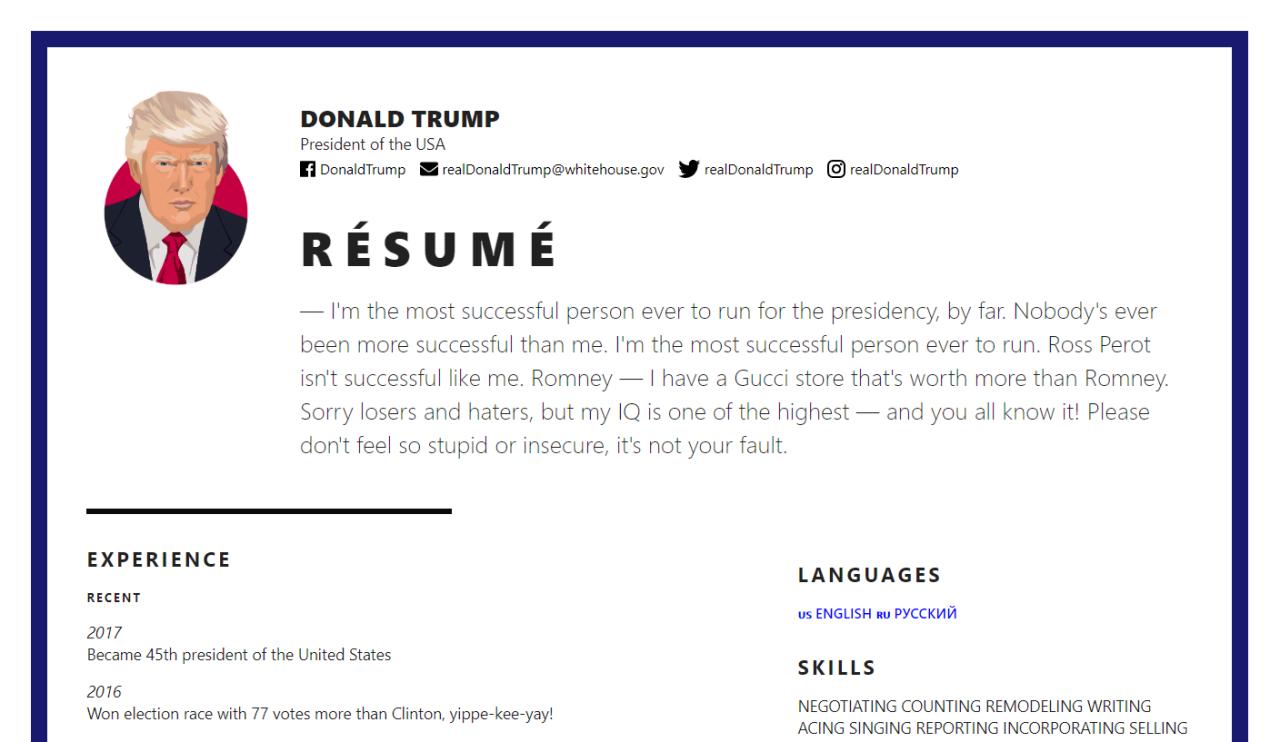 DONALD TRUMP
President of the USA
DonaldTrump realDonaldTrump@whitehouse.gov realDonaldTrump realDonaldTrump
RÉSUMÉ
— I'm the most successful person ever to run for the presidency, by far. Nobody's ever
been more successful than me. I'm the most successful person ever to run. Ross Perot
isn't successful like me. Romney — I have a Gucci store that's worth more than Romney.
Sorry losers and haters, but my IQ is one of the highest — and you all know it! Please
don't feel so stupid or insecure, it's not your fault.
EXPERIENCE
RECENT
2017
Became 45th president of the United States
2016
Won election race with 77 votes more than Clinton, yippe-kee-yay!
LANGUAGES
US ENGLISH RU РУССКИЙ
SKILLS
NEGOTIATING COUNTING REMODELING WRITING
ACING SINGING REPORTING INCORPORATING SELLING